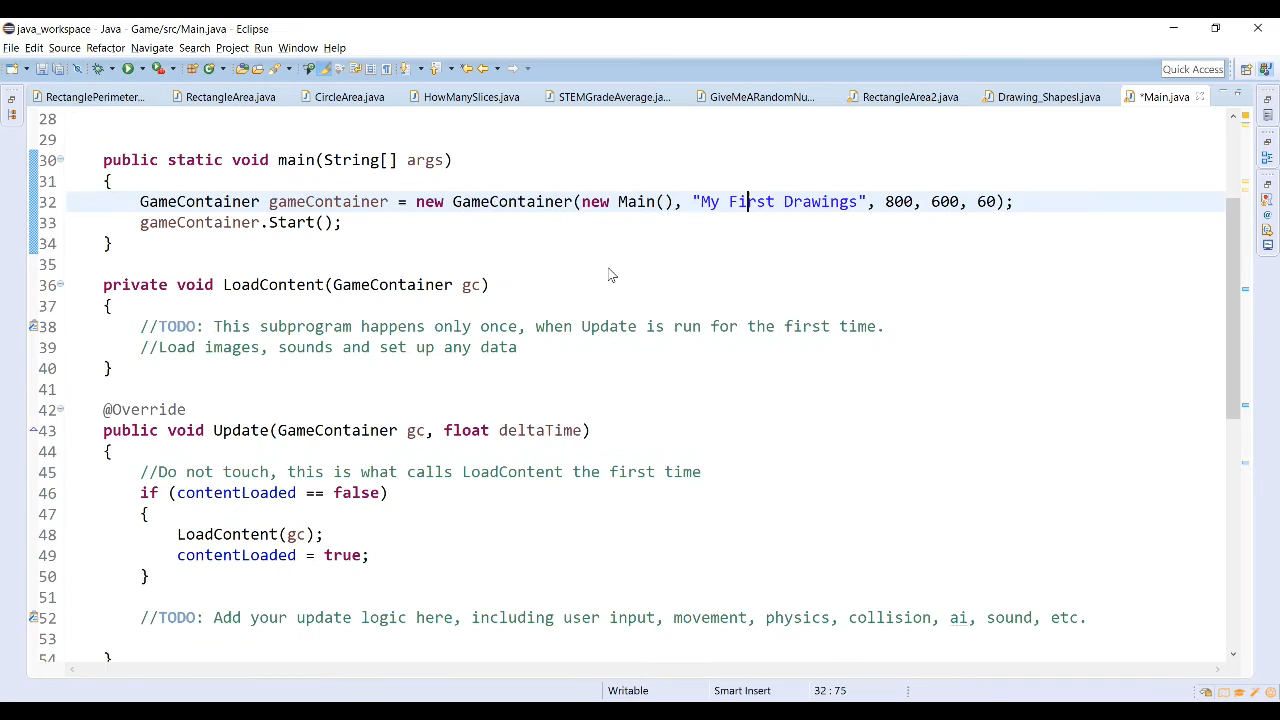 java_workspace - Java - Game/src/Main.java - Eclipse
File Edit Source Refactor Navigate Search Project Run Window Help
Quick Access
RectanglePerimeter... RectangleArea.java CircleArea.java HowManySlices.java STEMGradeAverage.ja... GiveMeARandomNu... RectangleArea2.java Drawing_ShapesI.java *Main.java
28
29
30 public static void main(String[] args)
31 {
32 GameContainer gameContainer = new GameContainer(new Main(), "My First Drawings", 800, 600, 60);
33 gameContainer.Start();
34 }
35
36 private void LoadContent(GameContainer gc)
37 {
38 //TODO: This subprogram happens only once, when Update is run for the first time.
39 //Load images, sounds and set up any data
40 }
41
42 @Override
43 public void Update(GameContainer gc, float deltaTime)
44 {
45 //Do not touch, this is what calls LoadContent the first time
46 if (contentLoaded == false)
47 {
48 LoadContent(gc);
49 contentLoaded = true;
50 }
51
52 //TODO: Add your update logic here, including user input, movement, physics, collision, ai, sound, etc.
53
54 }
Writable Smart Insert 32 : 75